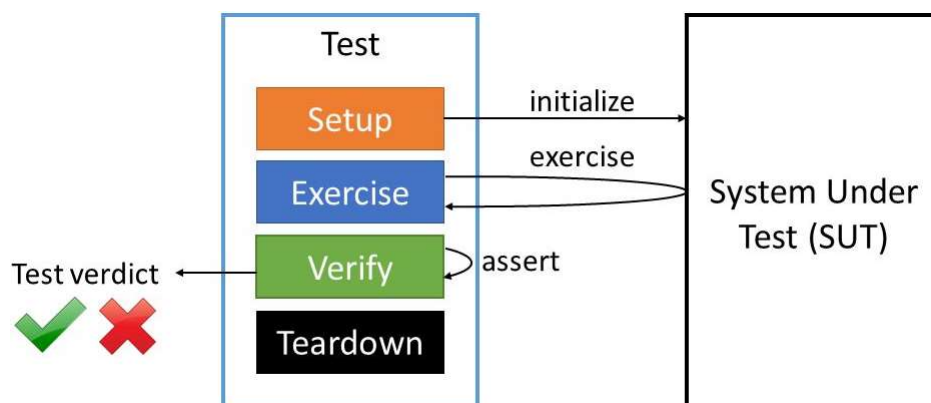 Test
Setup
initialize
Exercise
exercise
System Under
Test (SUT)
Verify
assert
Test verdict
Teardown